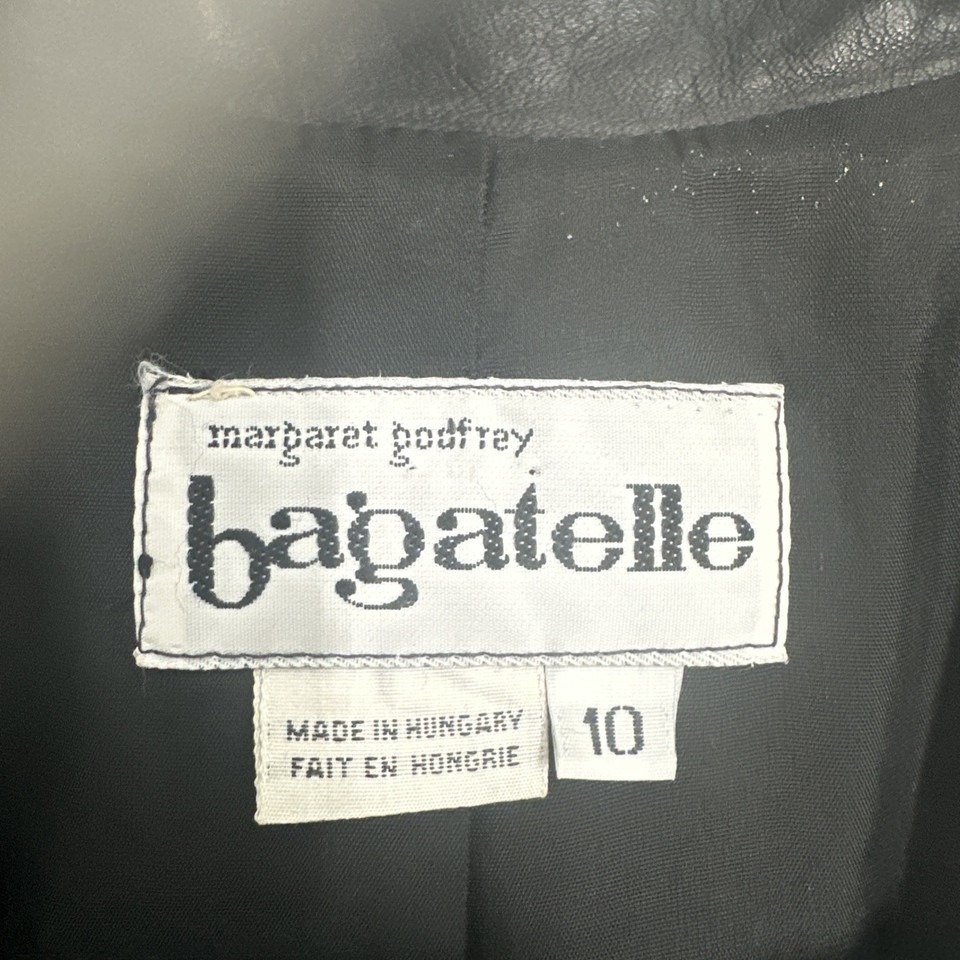 margaret godfrey
bagatelle
MADE IN HUNGARY
FAIT EN HONGRIE
10